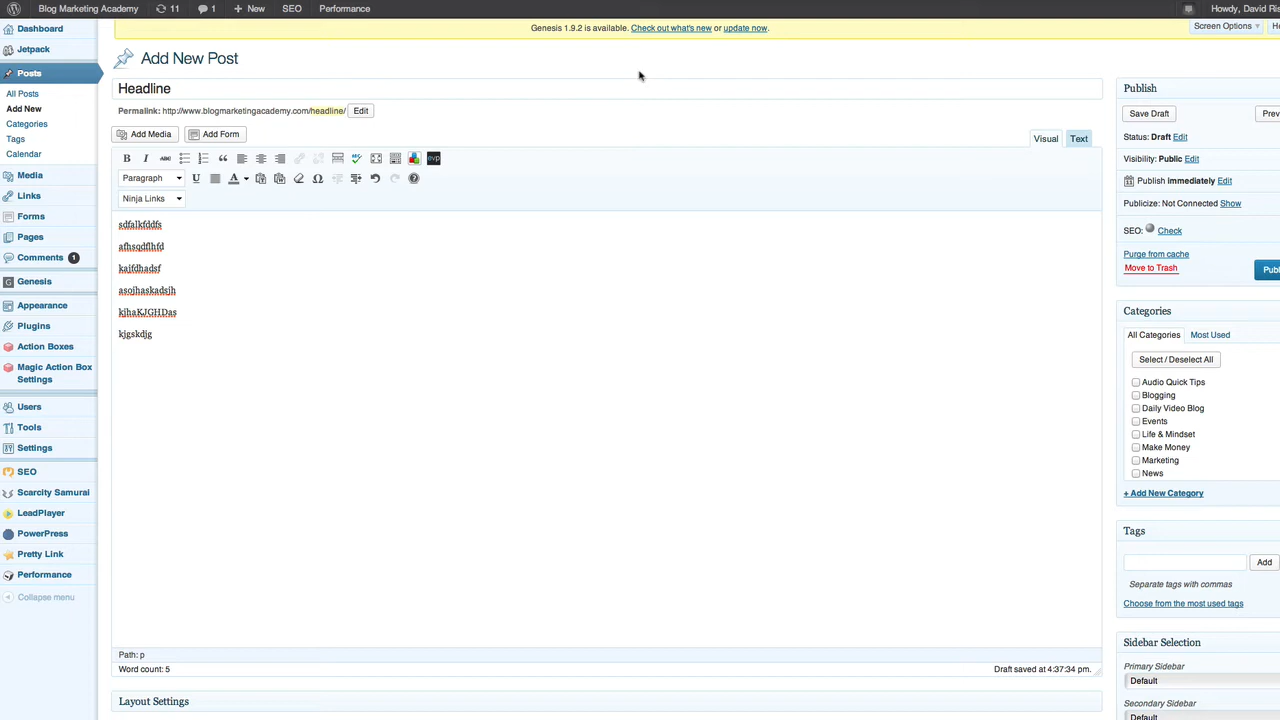 Blog Marketing Academy 11 1 + New SEO Performance Howdy, David Ris
Genesis 1.9.2 is available. Check out what's new or update now.
Screen Options
Dashboard
Jetpack
Posts
All Posts
Add New
Categories
Tags
Calendar
Media
Links
Forms
Pages
Comments 1
Genesis
Appearance
Plugins
Action Boxes
Magic Action Box
Settings
Users
Tools
Settings
SEO
Scarcity Samurai
LeadPlayer
PowerPress
Pretty Link
Performance
Collapse menu
Add New Post
Headline
Permalink: http://www.blogmarketingacademy.com/headline/ Edit
Add Media Add Form
Visual Text
B I ABC
Paragraph U A
Ninja Links
sdfalkfddfs
afhsqdflhfd
kajfdhadsf
asojhaskadsjh
kjhaKJGHDas
kjgskdjg
Path: p
Word count: 5 Draft saved at 4:37:34 pm.
Layout Settings
Publish
Save Draft Prev
Status: Draft Edit
Visibility: Public Edit
Publish immediately Edit
Publicize: Not Connected Show
SEO: Check
Purge from cache
Move to Trash
Publ
Categories
All Categories Most Used
Select / Deselect All
Audio Quick Tips
Blogging
Daily Video Blog
Events
Life & Mindset
Make Money
Marketing
News
+ Add New Category
Tags
Add
Separate tags with commas
Choose from the most used tags
Sidebar Selection
Primary Sidebar
Default
Secondary Sidebar
Default